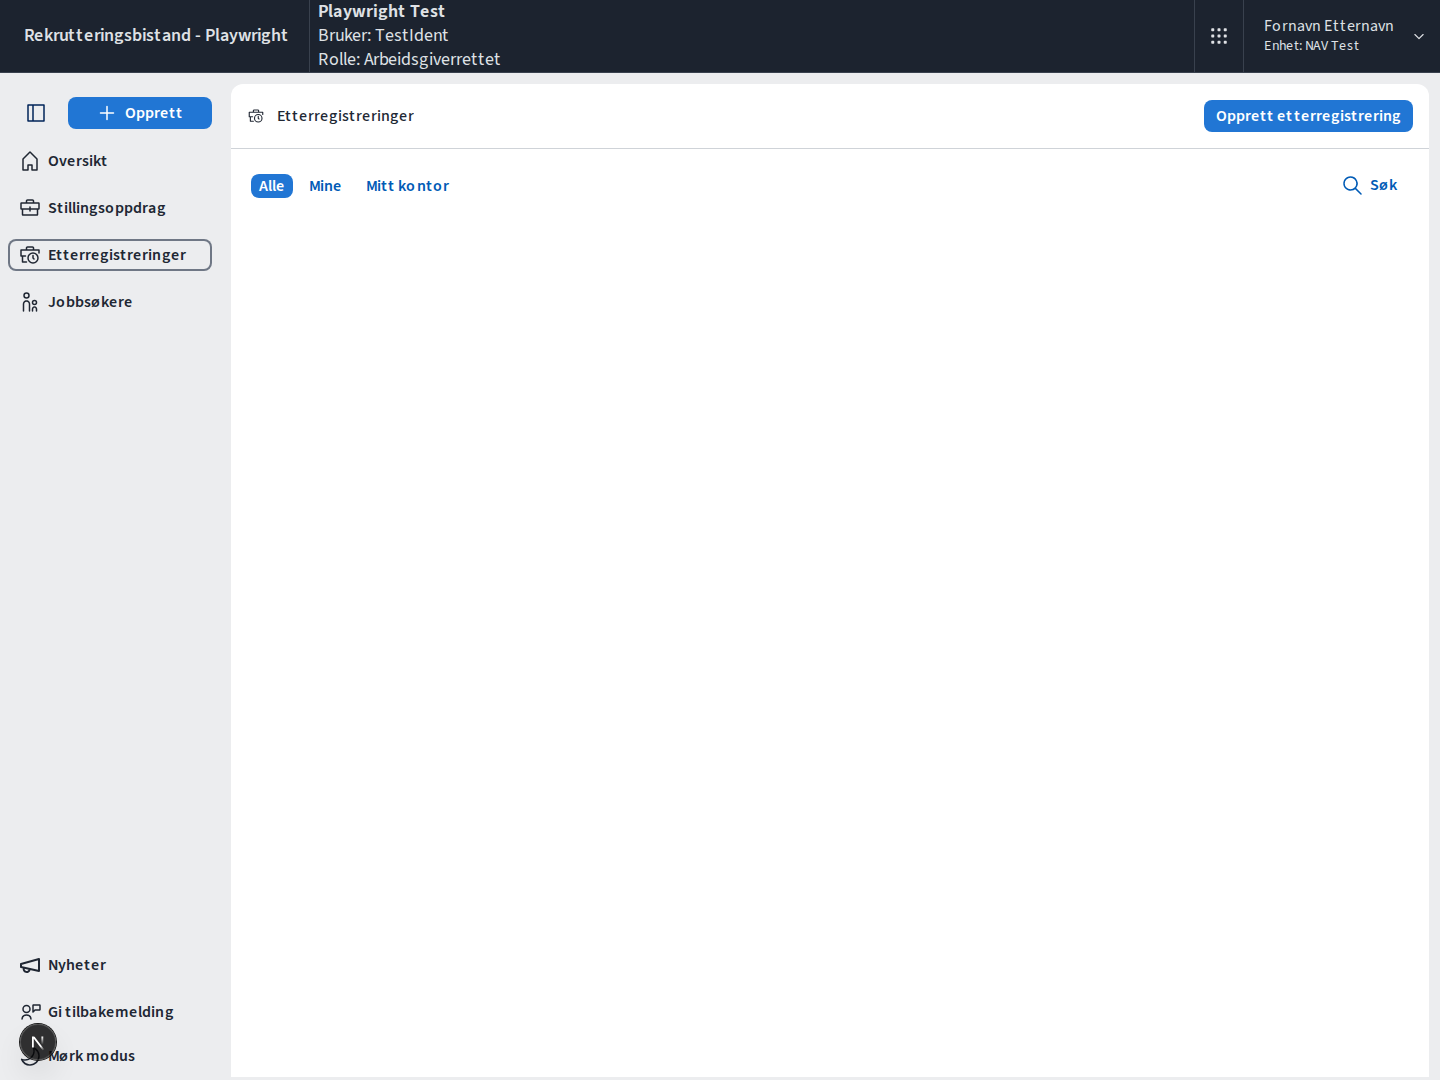 Rekrutteringsbistand - Playwright
Playwright Test
Bruker: TestIdent
Rolle: Arbeidsgiverrettet
Fornavn Etternavn
Enhet: NAV Test
Opprett
Oversikt
Stillingsoppdrag
Etterregistreringer
Jobbsøkere
Etterregistreringer
Opprett etterregistrering
Alle
Mine
Mitt kontor
Søk
Nyheter
Gi tilbakemelding
N
Mørk modus